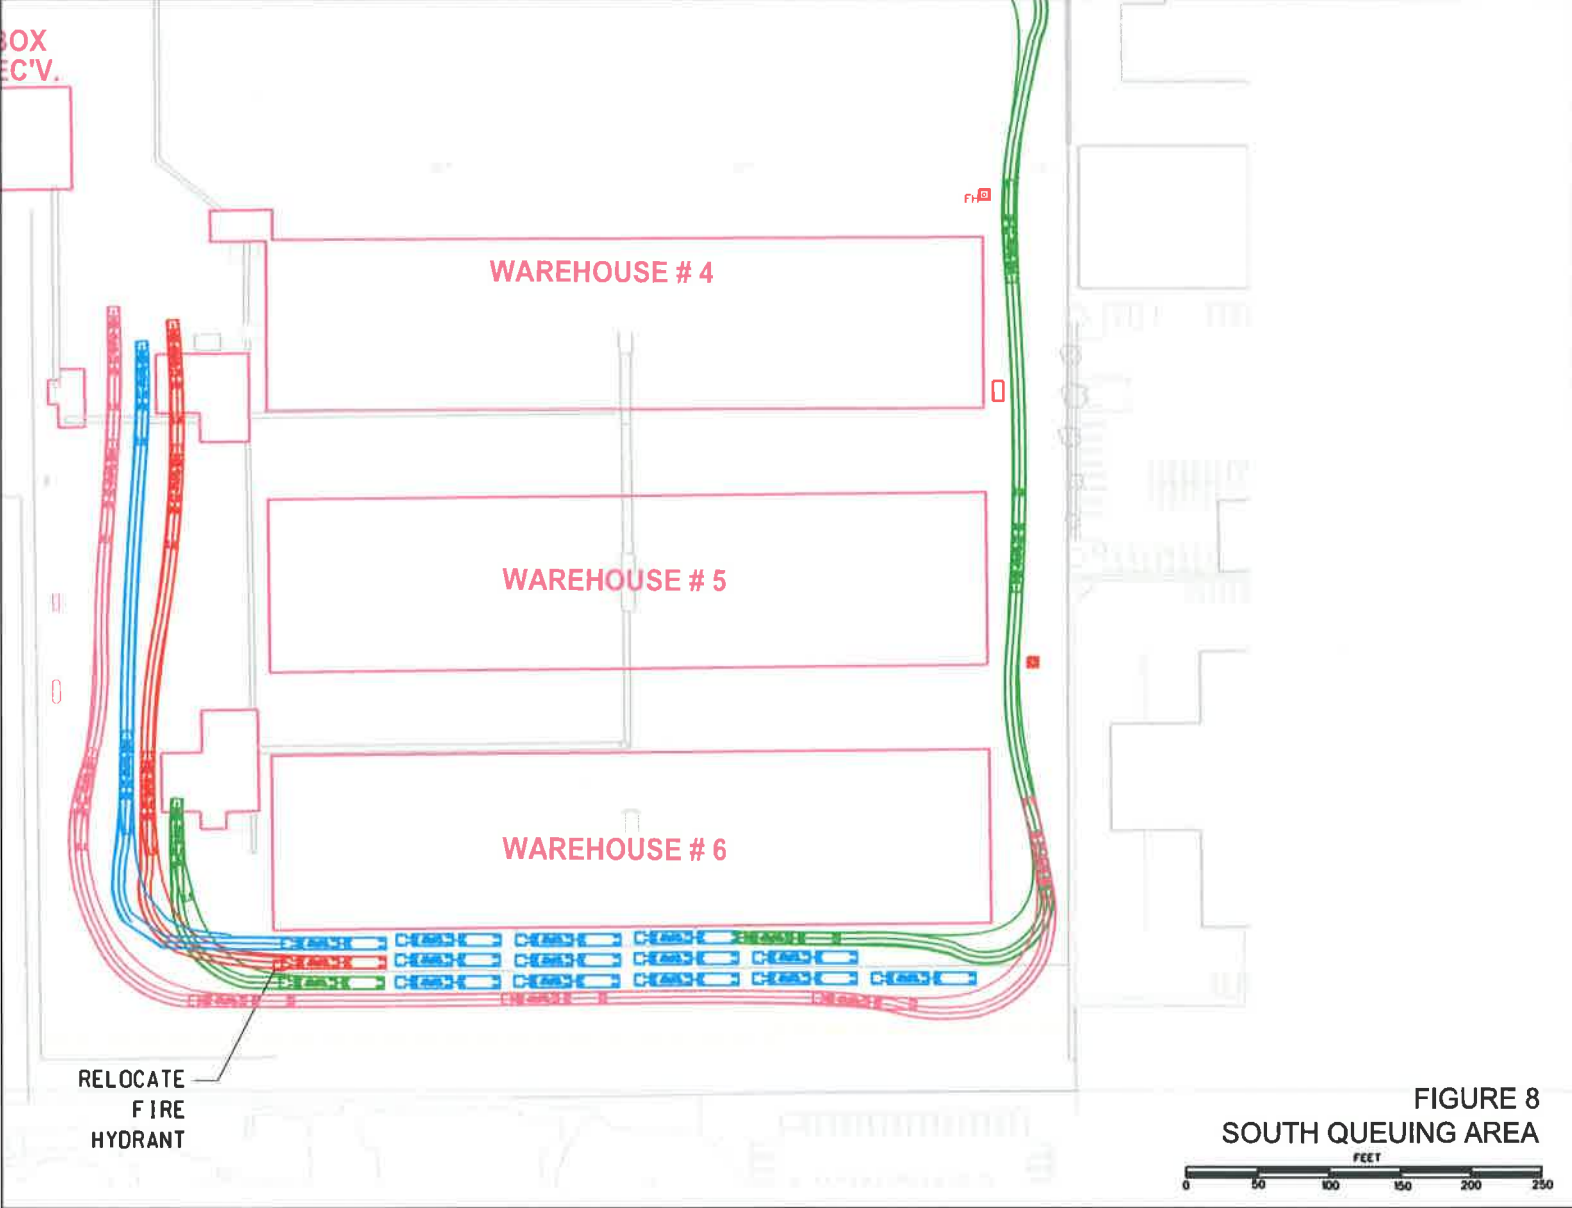 BOX
EC'V.
FH
WAREHOUSE # 4
WAREHOUSE # 5
WAREHOUSE # 6
RELOCATE
FIRE
HYDRANT
FIGURE 8
SOUTH QUEUING AREA
FEET
0 50 100 150 200 250